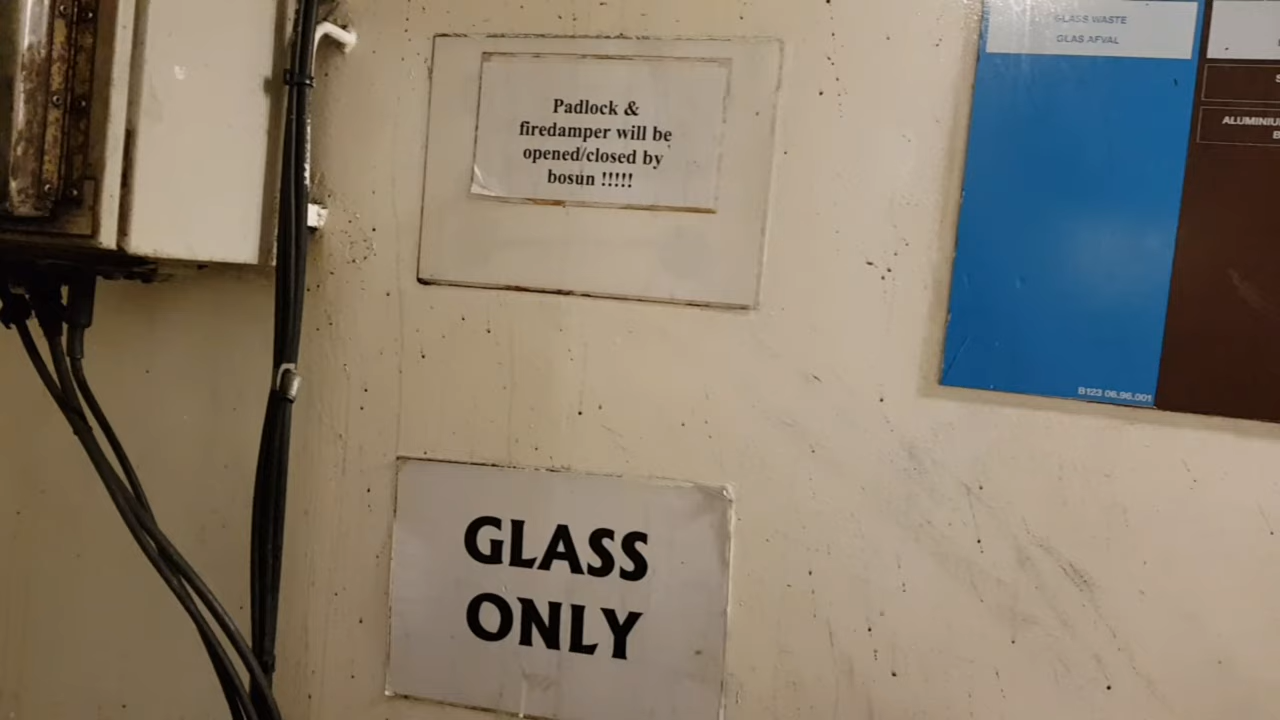 Padlock &
firedamper will be
opened/closed by
bosun !!!!!
GLASS
ONLY
GLASS WASTE
GLAS AFVAL
B123 06.96.001